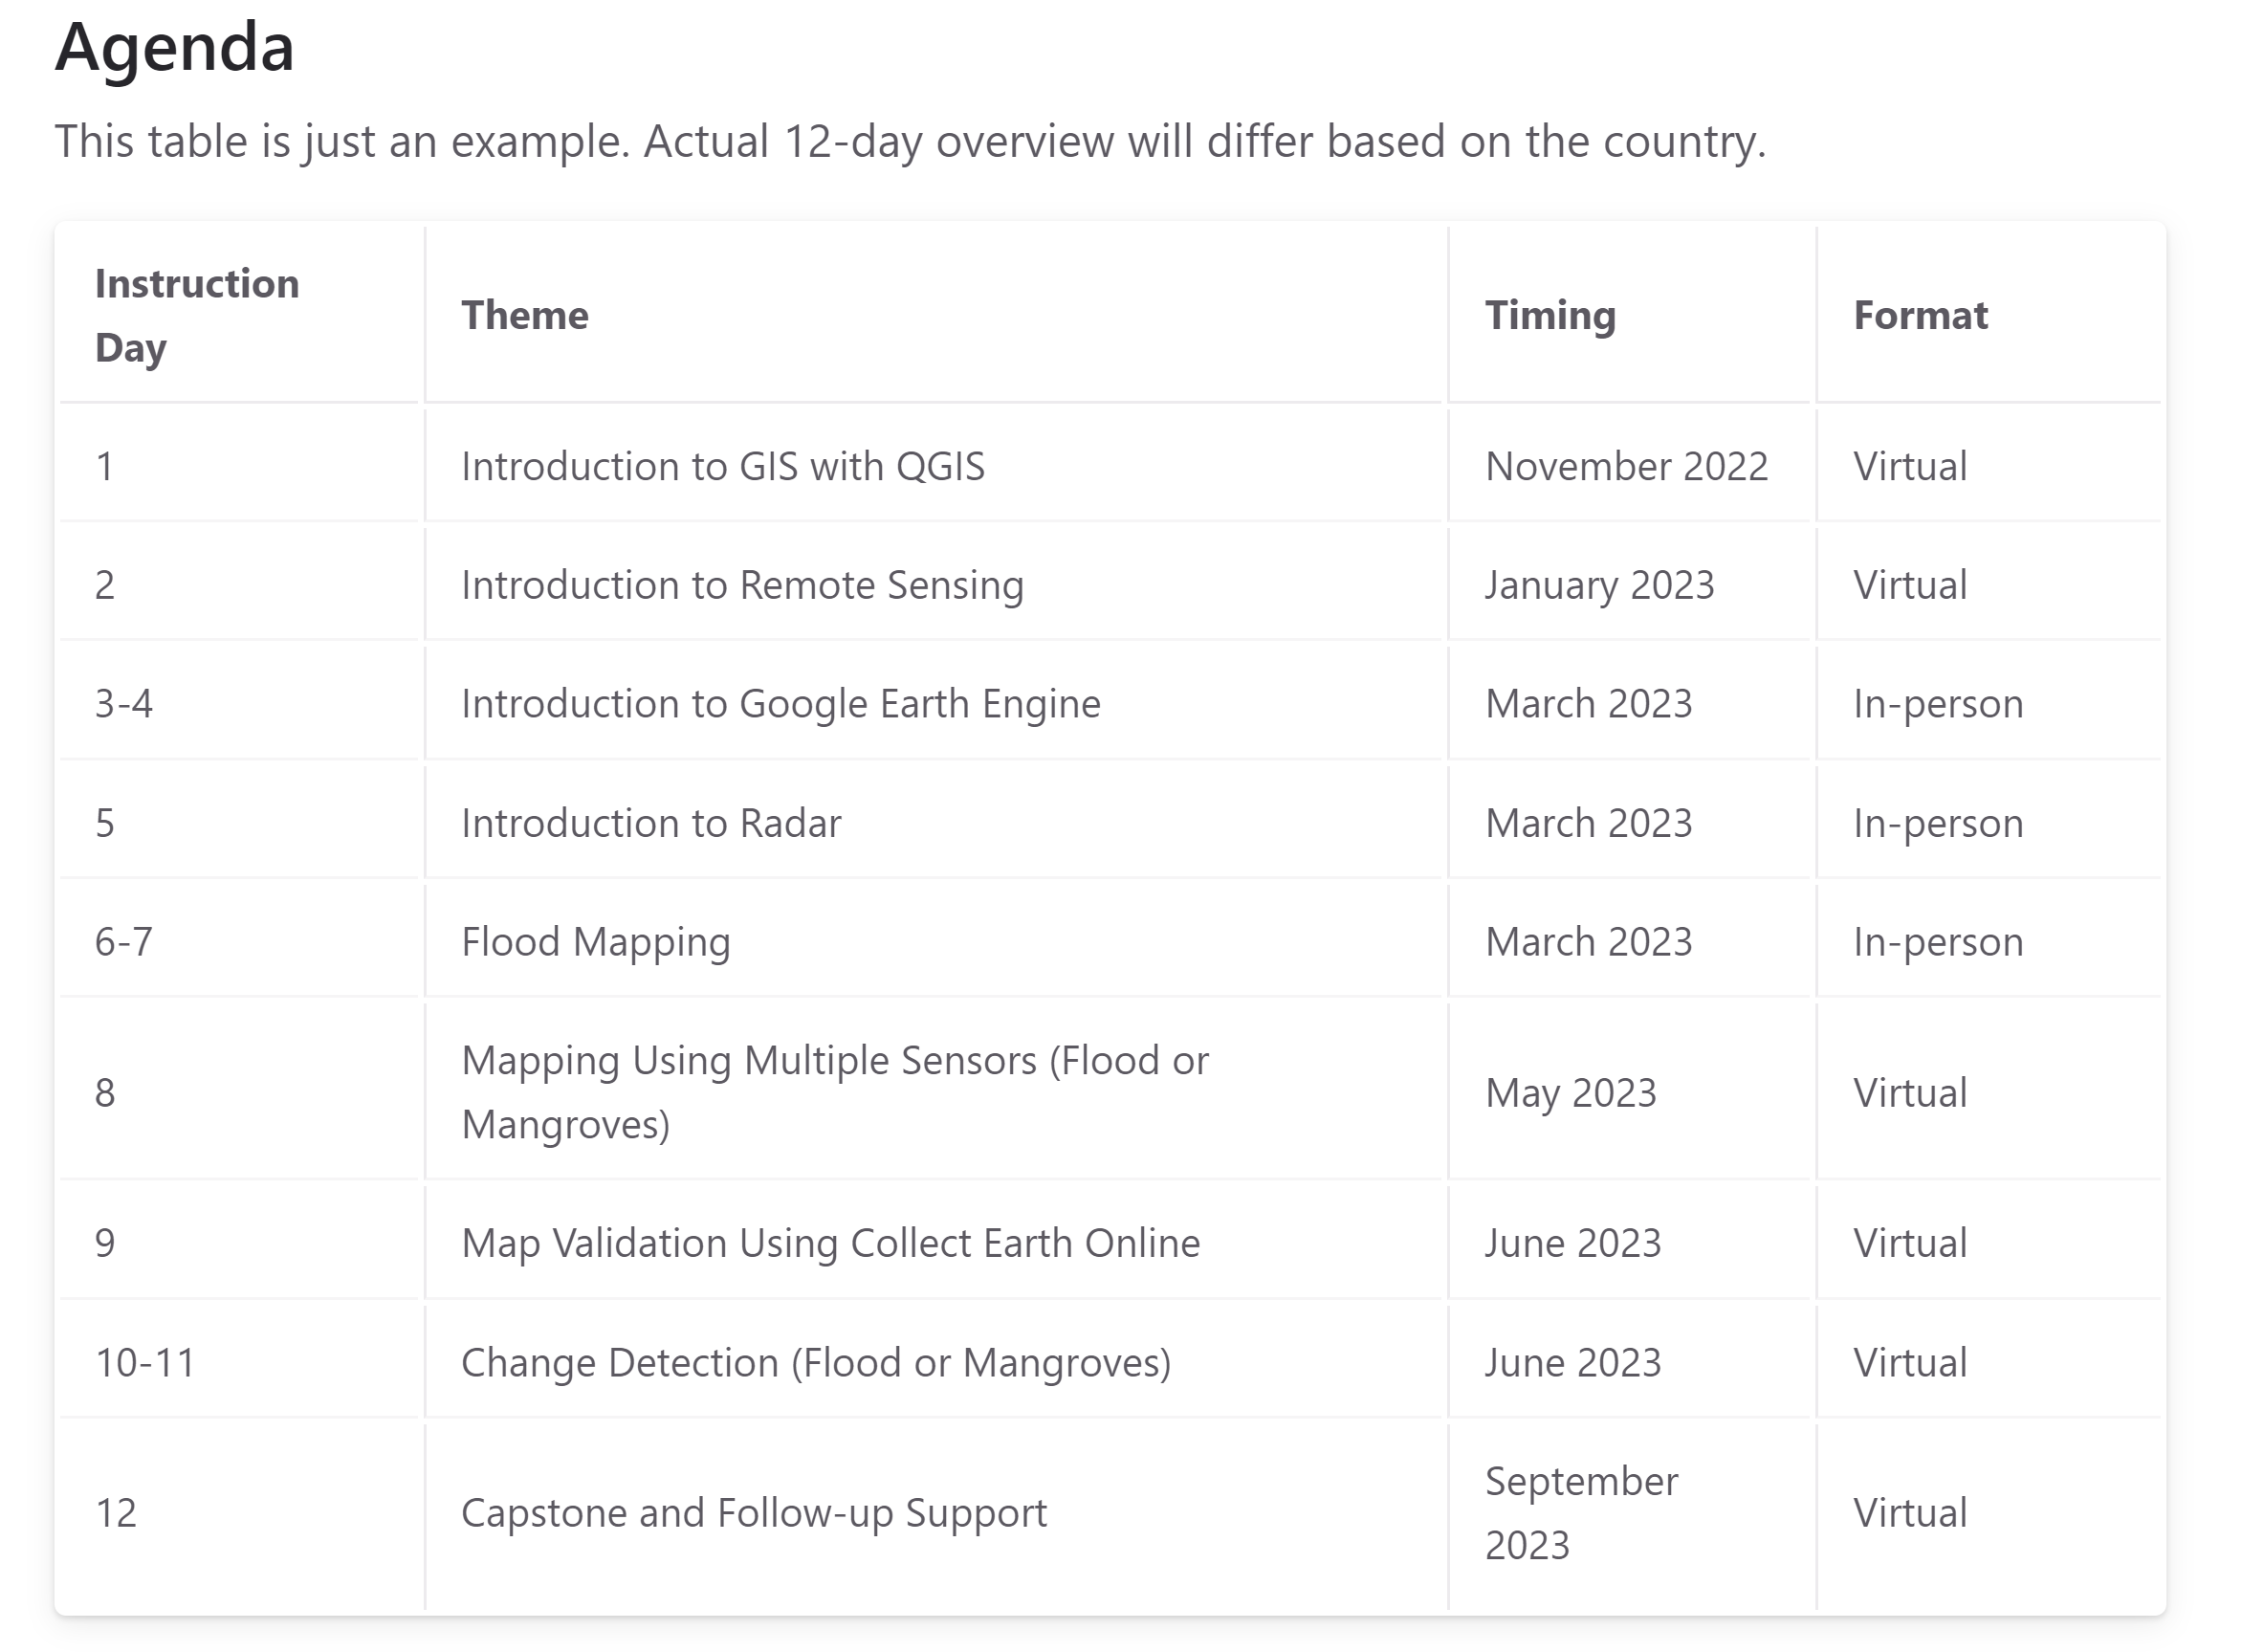 Agenda
This table is just an example. Actual 12-day overview will differ based on the country.
Instruction
Day
Theme
Timing
Format
1
Introduction to GIS with QGIS
November 2022
Virtual
2
Introduction to Remote Sensing
January 2023
Virtual
3-4
Introduction to Google Earth Engine
March 2023
In-person
5
Introduction to Radar
March 2023
In-person
6-7
Flood Mapping
March 2023
In-person
8
Mapping Using Multiple Sensors (Flood or
Mangroves)
May 2023
Virtual
9
Map Validation Using Collect Earth Online
June 2023
Virtual
10-11
Change Detection (Flood or Mangroves)
June 2023
Virtual
12
Capstone and Follow-up Support
September
2023
Virtual